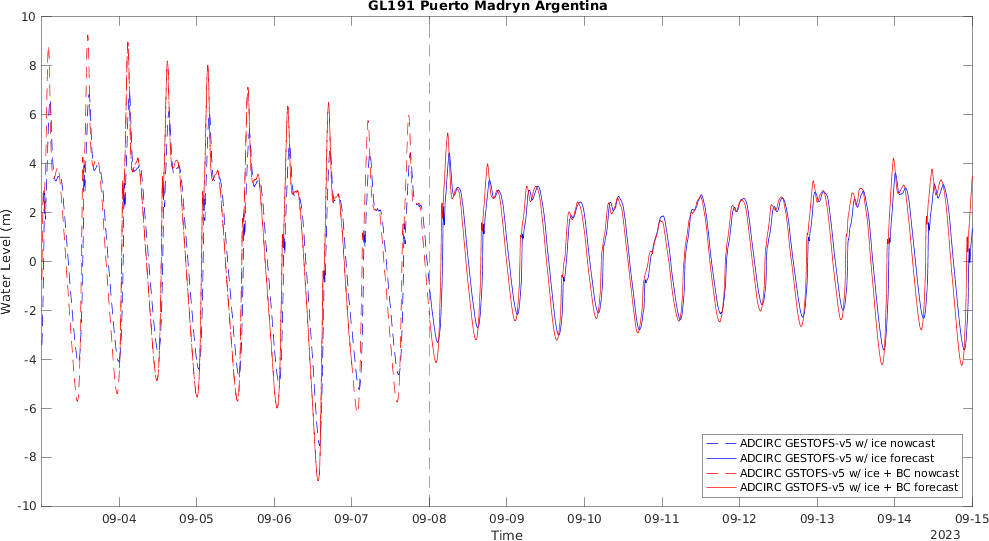 GL191 Puerto Madryn Argentina
10
8
6
4
2
0
-2
-4
-6
-8
-10
Water Level (m)
ADCIRC GESTOFS-v5 w/ ice nowcast
ADCIRC GESTOFS-v5 w/ ice forecast
ADCIRC GSTOFS-v5 w/ ice + BC nowcast
ADCIRC GSTOFS-v5 w/ ice + BC forecast
09-04 09-05 09-06 09-07 09-08 09-09 09-10 09-11 09-12 09-13 09-14 09-15
Time
2023